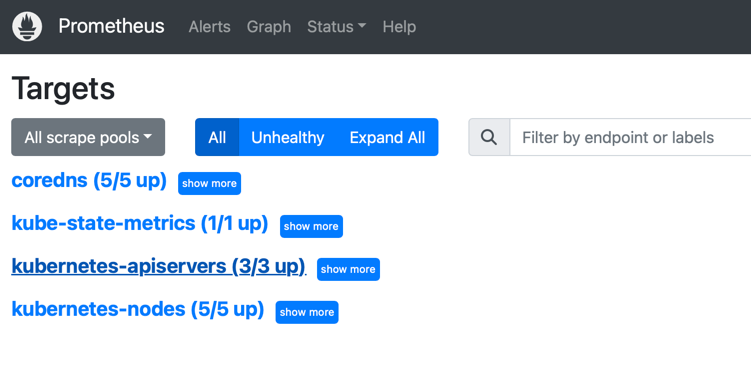 Prometheus Alerts Graph Status Help
Targets
All scrape pools All Unhealthy Expand All Filter by endpoint or labels
coredns (5/5 up) show more
kube-state-metrics (1/1 up) show more
kubernetes-apiservers (3/3 up) show more
kubernetes-nodes (5/5 up) show more